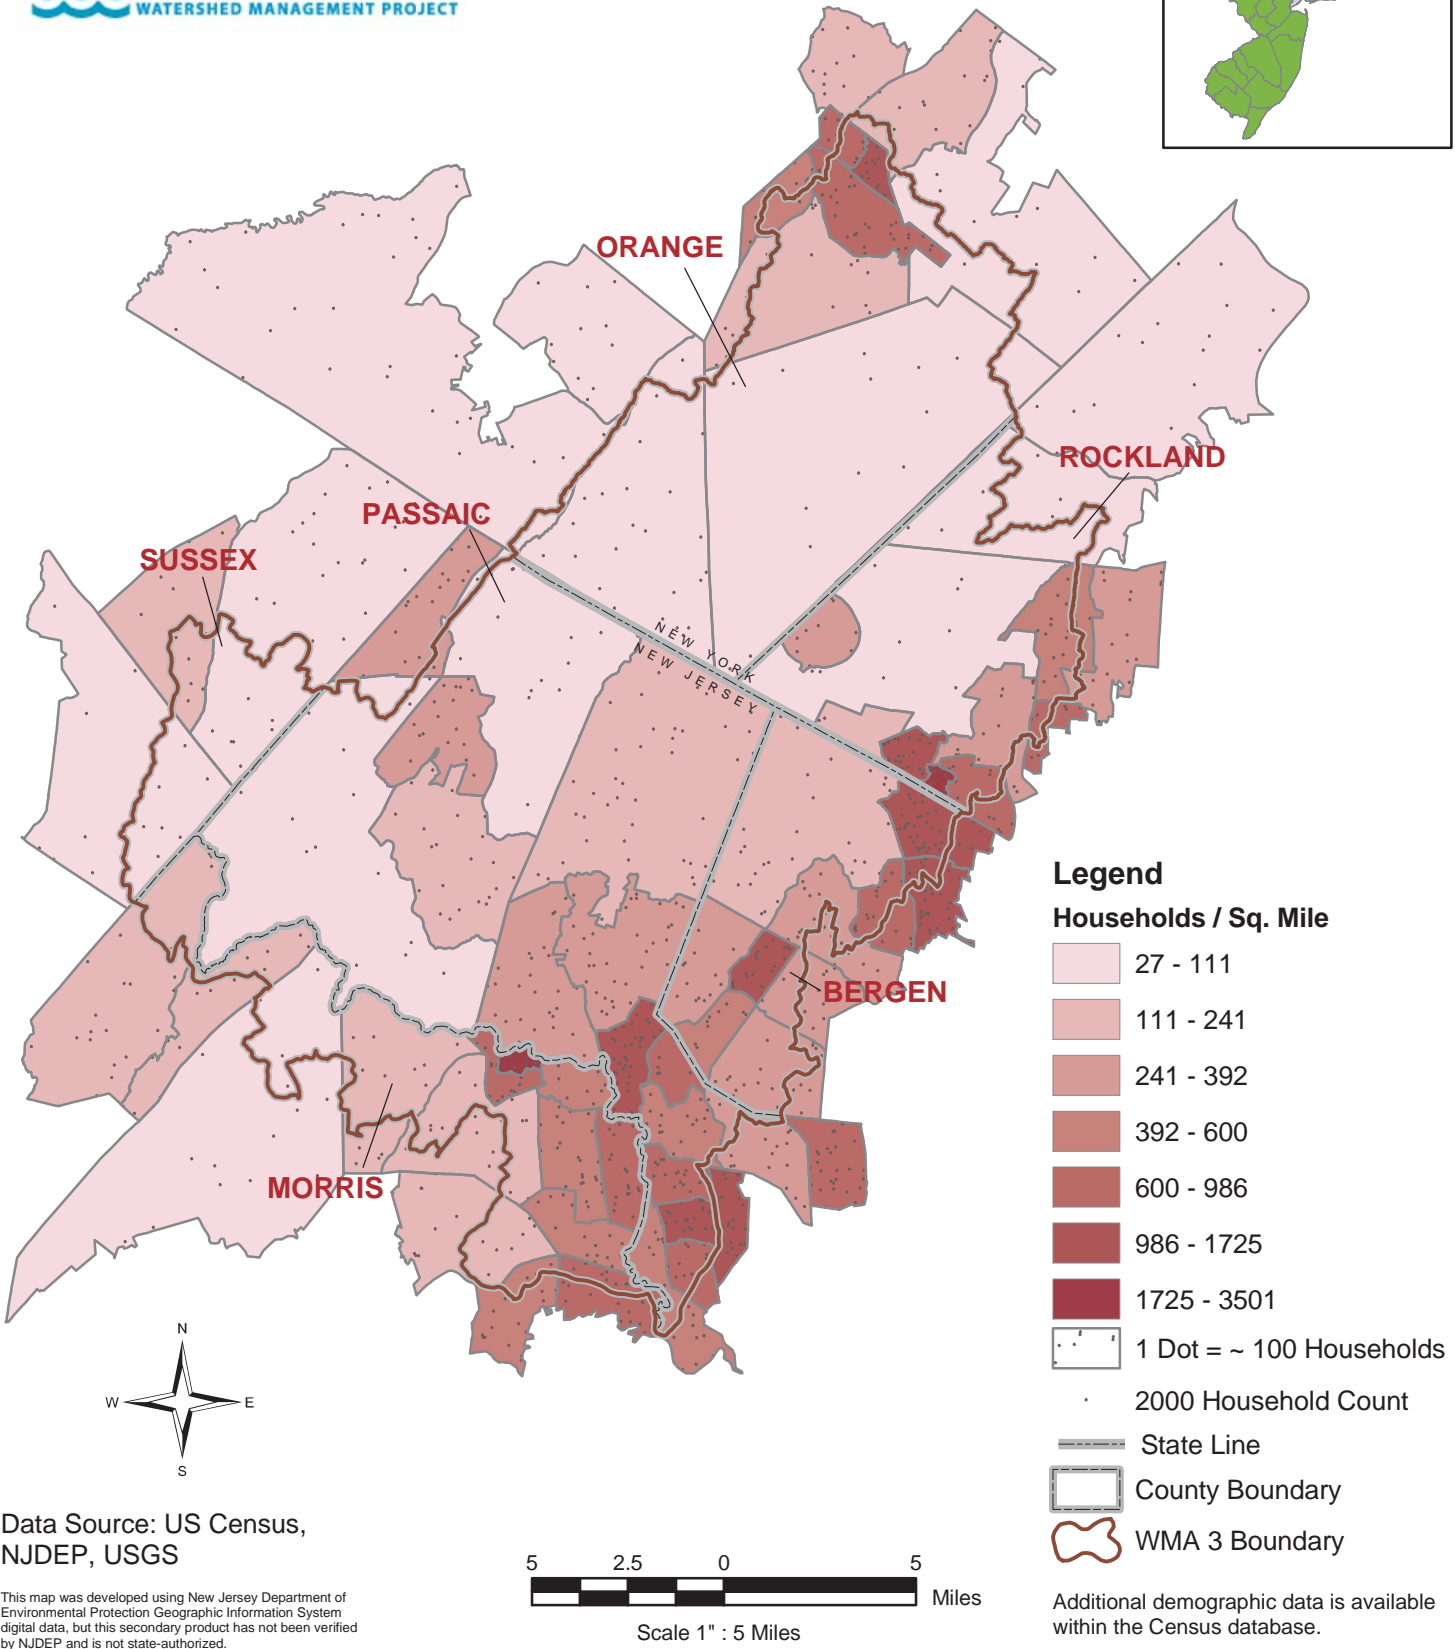 WATERSHED MANAGEMENT PROJECT
ORANGE
ROCKLAND
PASSAIC
SUSSEX
NEW YORK
NEW JERSEY
BERGEN
MORRIS
Legend
Households / Sq. Mile
27 - 111
111 - 241
241 - 392
392 - 600
600 - 986
986 - 1725
1725 - 3501
1 Dot = ~ 100 Households
2000 Household Count
State Line
County Boundary
WMA 3 Boundary
N
W E
S
Data Source: US Census,
NJDEP, USGS
This map was developed using New Jersey Department of
Environmental Protection Geographic Information System
digital data, but this secondary product has not been verified
by NJDEP and is not state-authorized.
5 2.5 0 5
Miles
Scale 1" : 5 Miles
Additional demographic data is available
within the Census database.